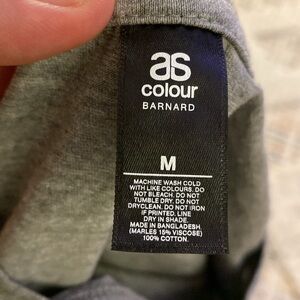 as
colour
BARNARD
M
MACHINE WASH COLD
WITH LIKE COLOURS. DO
NOT BLEACH. DO NOT
TUMBLE DRY. DO NOT
DRYCLEAN. DO NOT IRON
IF PRINTED. LINE
DRY IN SHADE.
MADE IN BANGLADESH
(MARLES 15% VISCOSE)
100% COTTON.